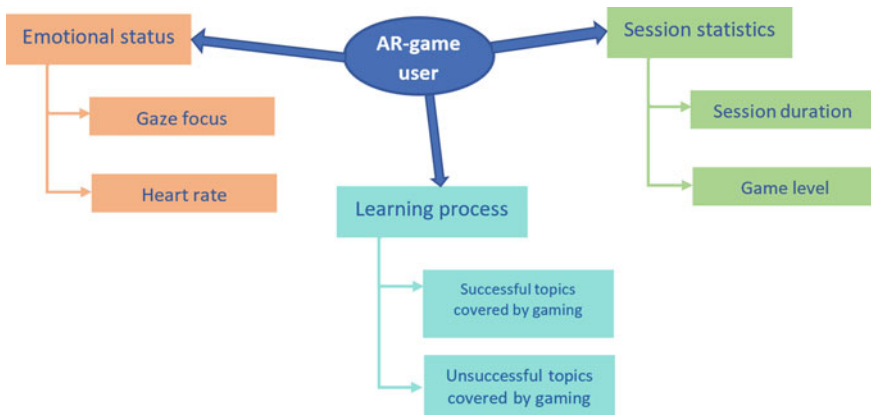 Emotional status
AR-game
user
Session statistics
Gaze focus
Session duration
Heart rate
Game level
Learning process
Successful topics
covered by gaming
Unsuccessful topics
covered by gaming